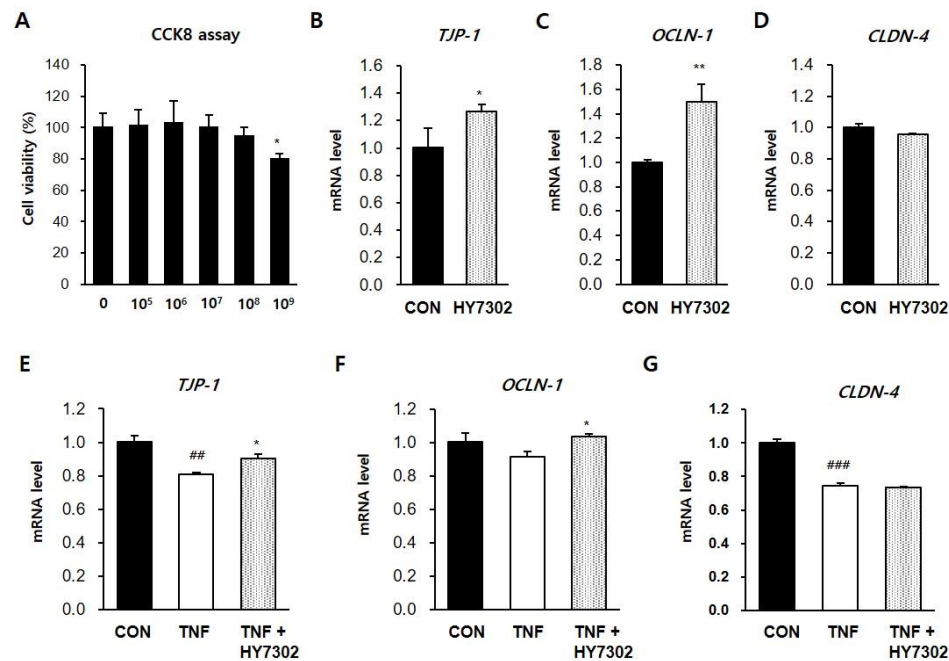 A
CCK8 assay
Cell viability (%)
140
120
100
80
60
40
20
0
*
0 10⁵ 10⁶ 10⁷ 10⁸ 10⁹
B
TJP-1
mRNA level
1.6
1.4
1.2
1.0
0.8
0.6
0.4
0.2
0.0
*
CON HY7302
C
OCLN-1
mRNA level
1.8
1.6
1.4
1.2
1.0
0.8
0.6
0.4
0.2
0.0
**
CON HY7302
D
CLDN-4
mRNA level
1.4
1.2
1.0
0.8
0.6
0.4
0.2
0.0
CON HY7302
E
TJP-1
mRNA level
1.2
1.0
0.8
0.6
0.4
0.2
0.0
##
*
CON TNF TNF +
HY7302
F
OCLN-1
mRNA level
1.2
1.0
0.8
0.6
0.4
0.2
0.0
*
CON TNF TNF +
HY7302
G
CLDN-4
mRNA level
1.2
1.0
0.8
0.6
0.4
0.2
0.0
###
CON TNF TNF +
HY7302